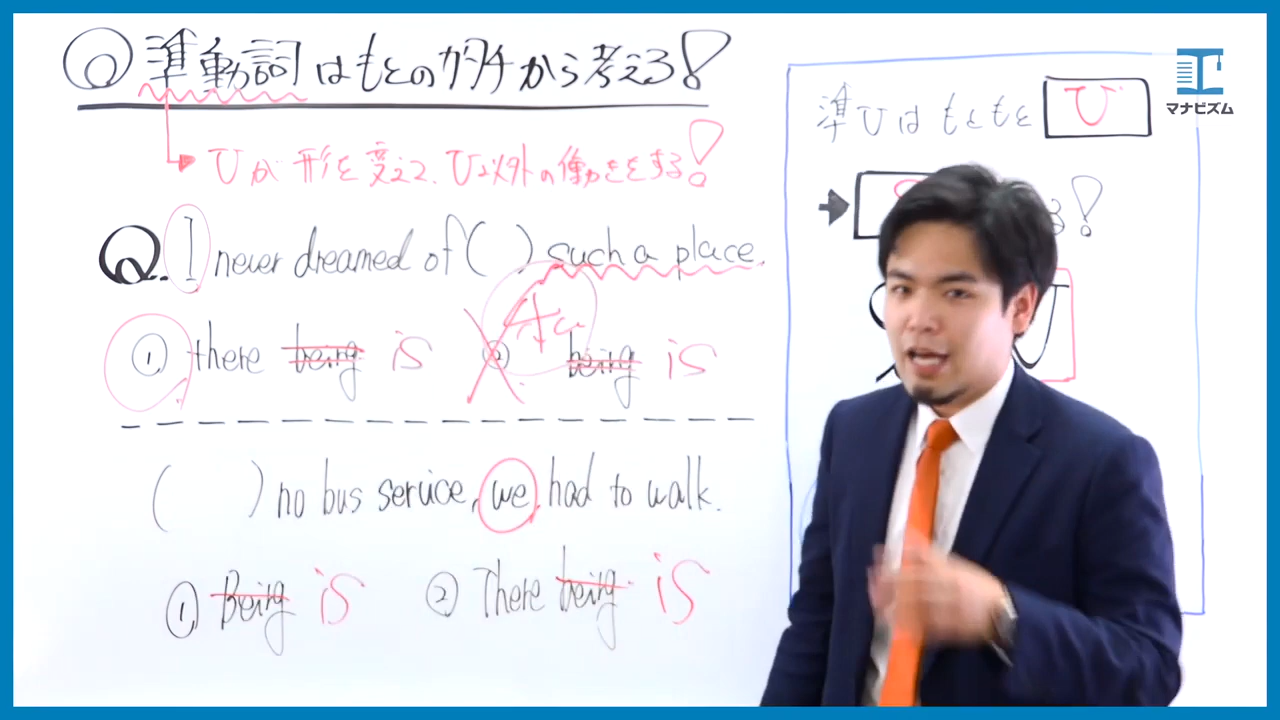 準動詞はもとのカタチから考える!
Vが形を変えて、V以外の働きをする!
Q. I never dreamed of ( ) such a place.
① there being is ② being is
( ) no bus service, we had to walk.
① Being is ② There being is
準Vはもともと V
マナビズム